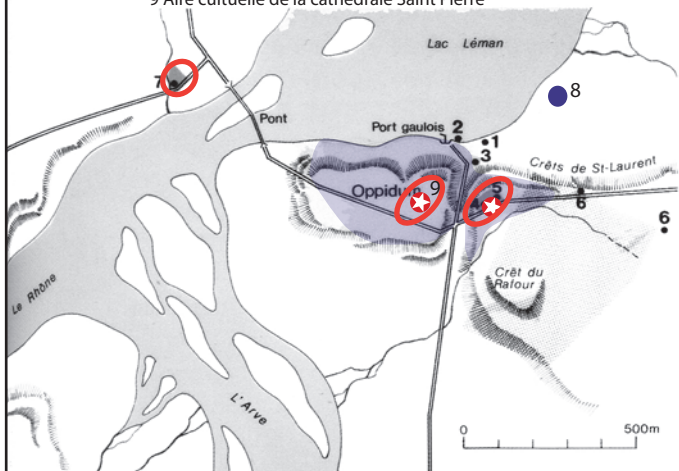 9 Aire cultuelle de la cathédrale Saint Pierre
Lac Léman
7
8
Pont
Port gaulois
2
1
3
Crêts de St-Laurent
Oppidum
9
5
4
6
6
Crêt du
Rafour
Le Rhône
L'Arve
0
500m